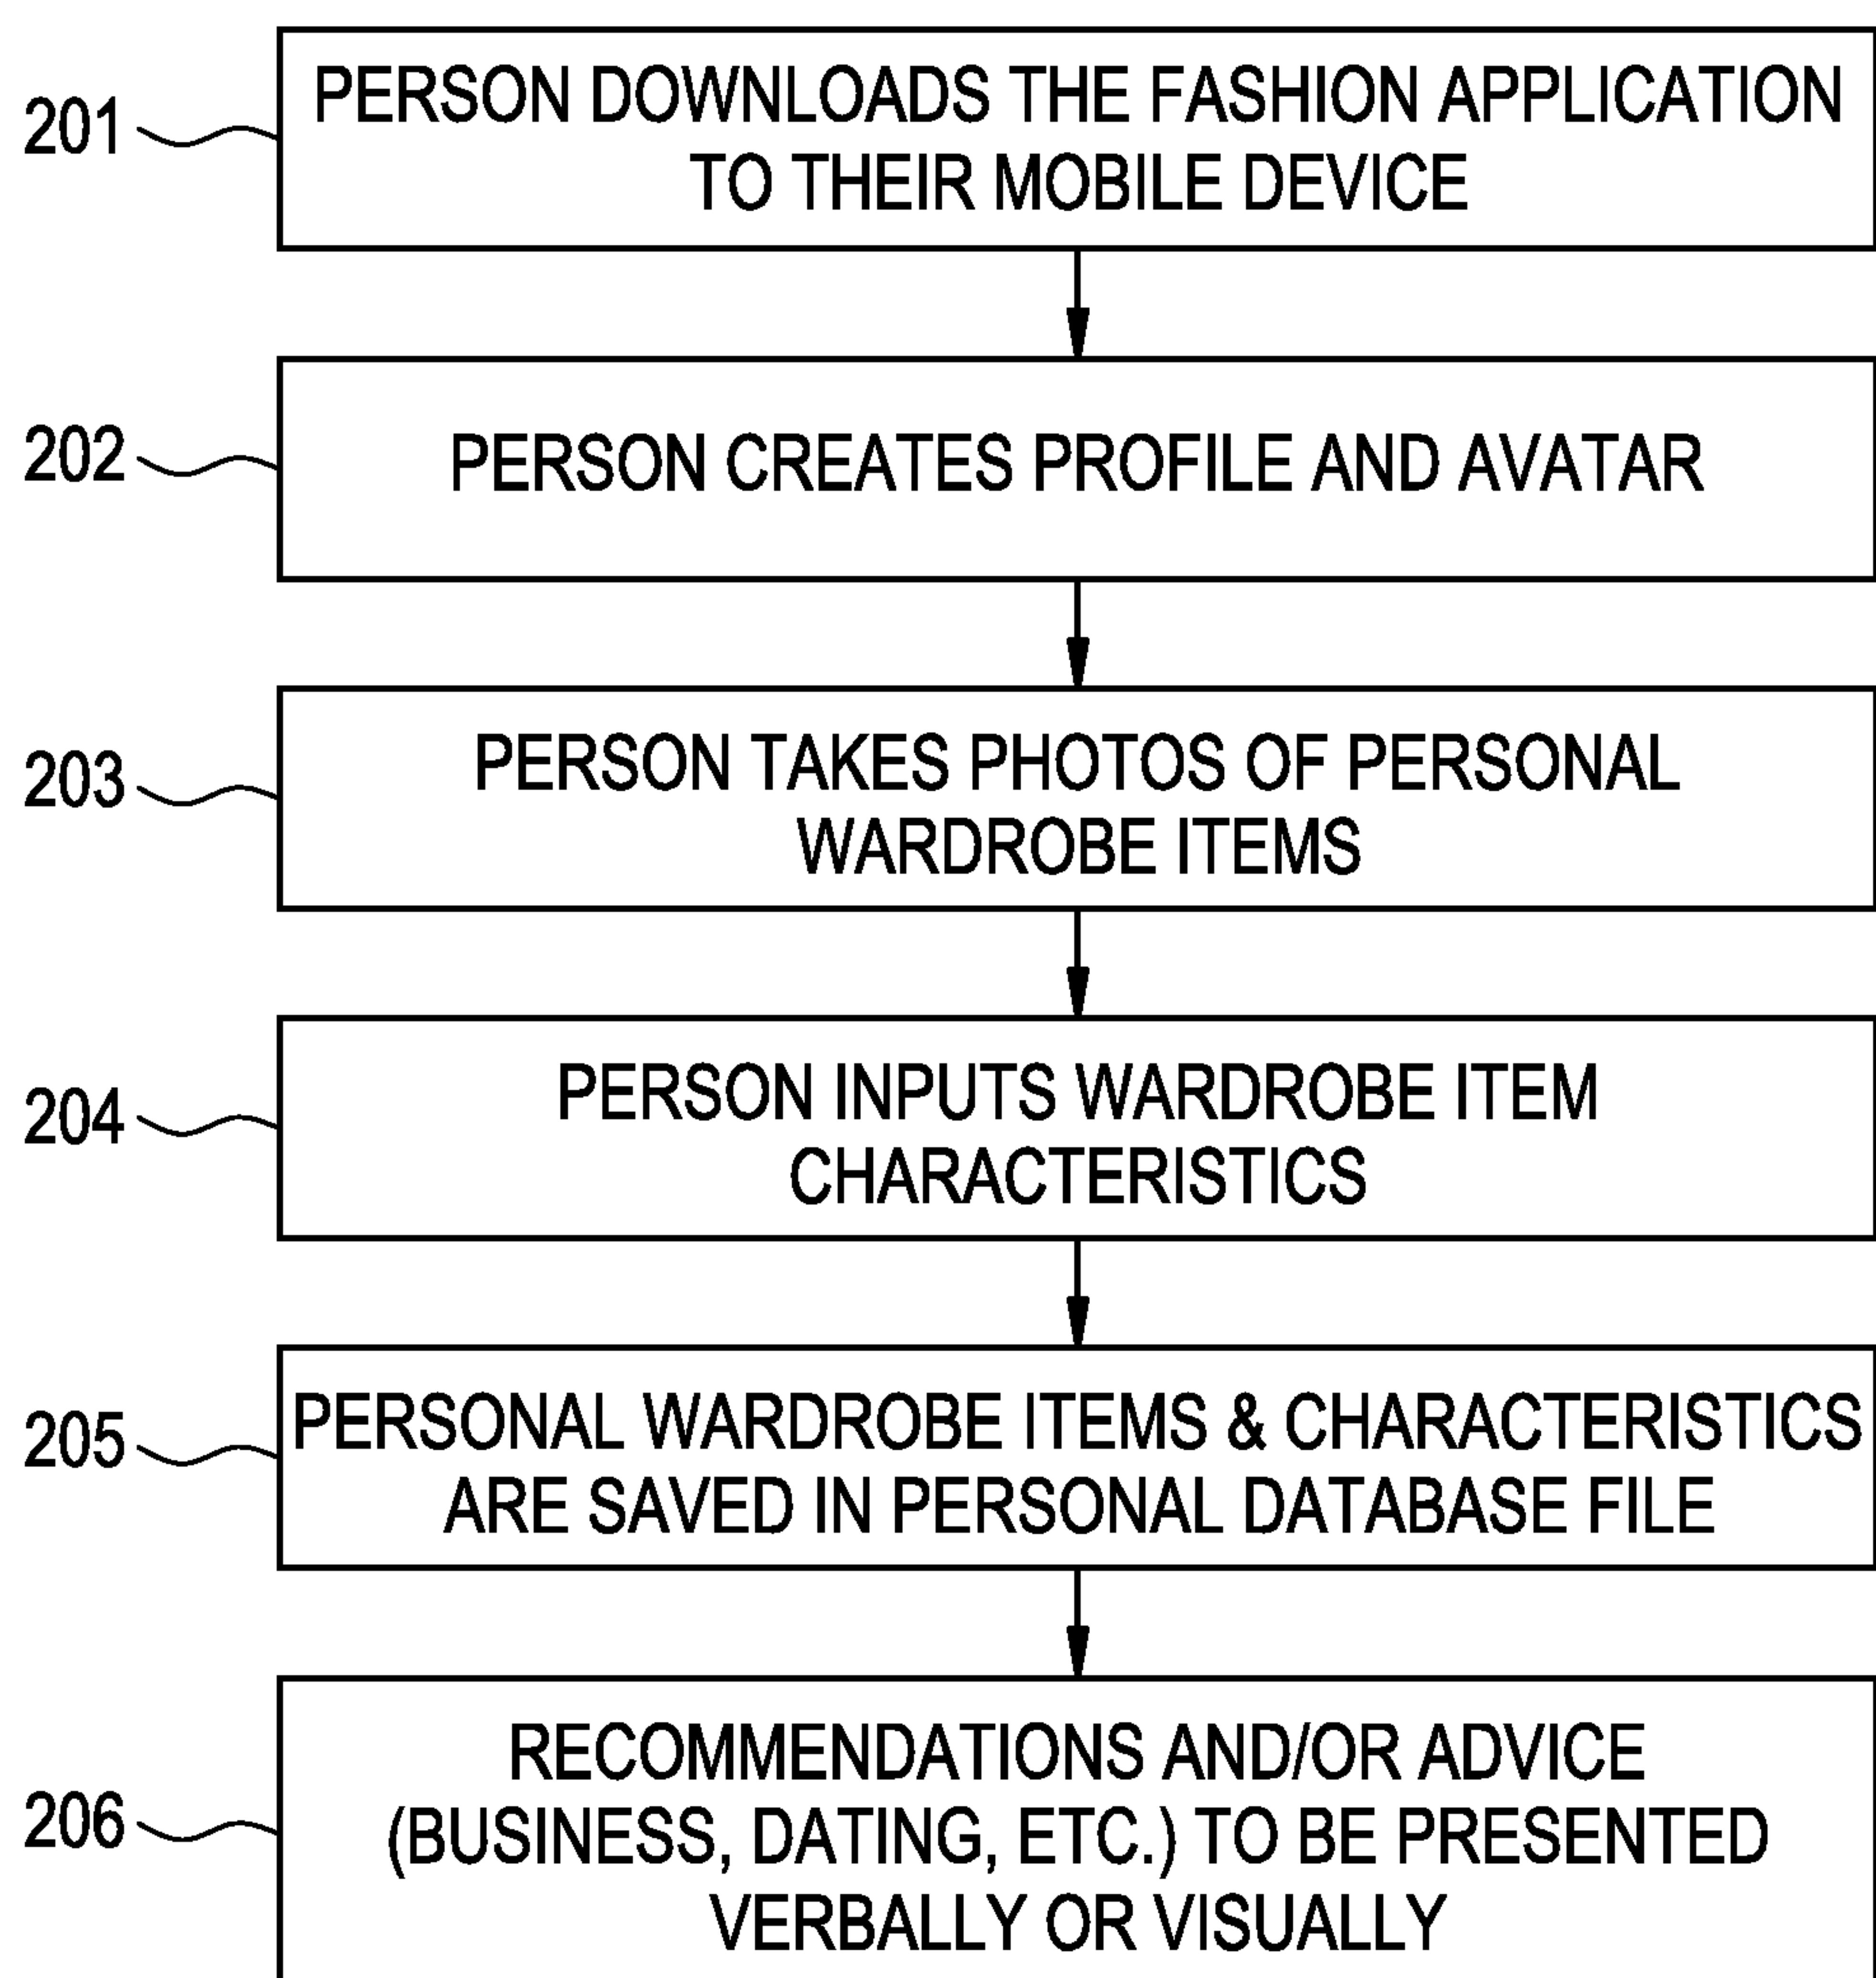 201
PERSON DOWNLOADS THE FASHION APPLICATION
TO THEIR MOBILE DEVICE
202
PERSON CREATES PROFILE AND AVATAR
203
PERSON TAKES PHOTOS OF PERSONAL
WARDROBE ITEMS
204
PERSON INPUTS WARDROBE ITEM
CHARACTERISTICS
205
PERSONAL WARDROBE ITEMS & CHARACTERISTICS
ARE SAVED IN PERSONAL DATABASE FILE
206
RECOMMENDATIONS AND/OR ADVICE
(BUSINESS, DATING, ETC.) TO BE PRESENTED
VERBALLY OR VISUALLY